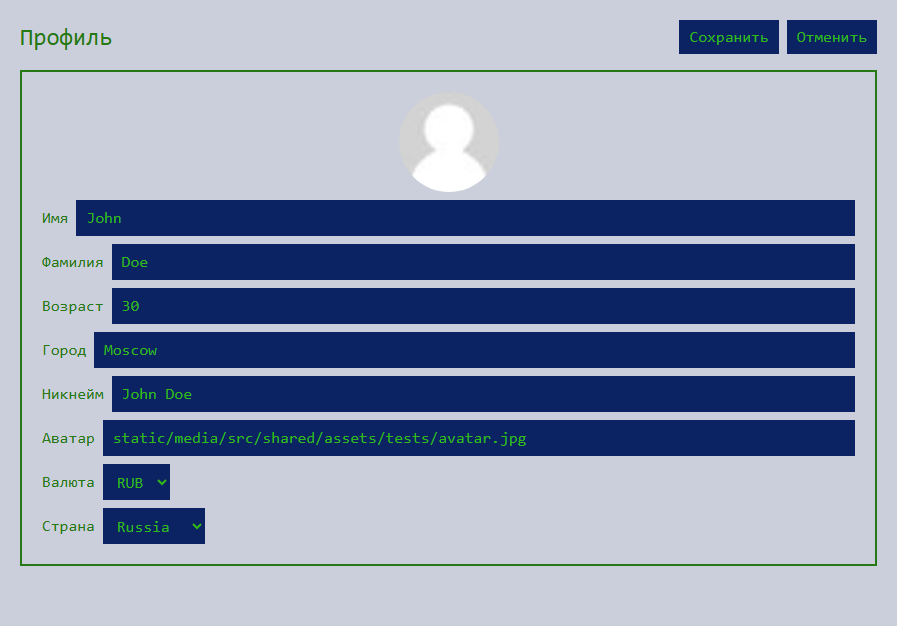 Профиль Сохранить Отменить
Имя John
Фамилия Doe
Возраст 30
Город Moscow
Никнейм John Doe
Аватар static/media/src/shared/assets/tests/avatar.jpg
Валюта RUB
Страна Russia